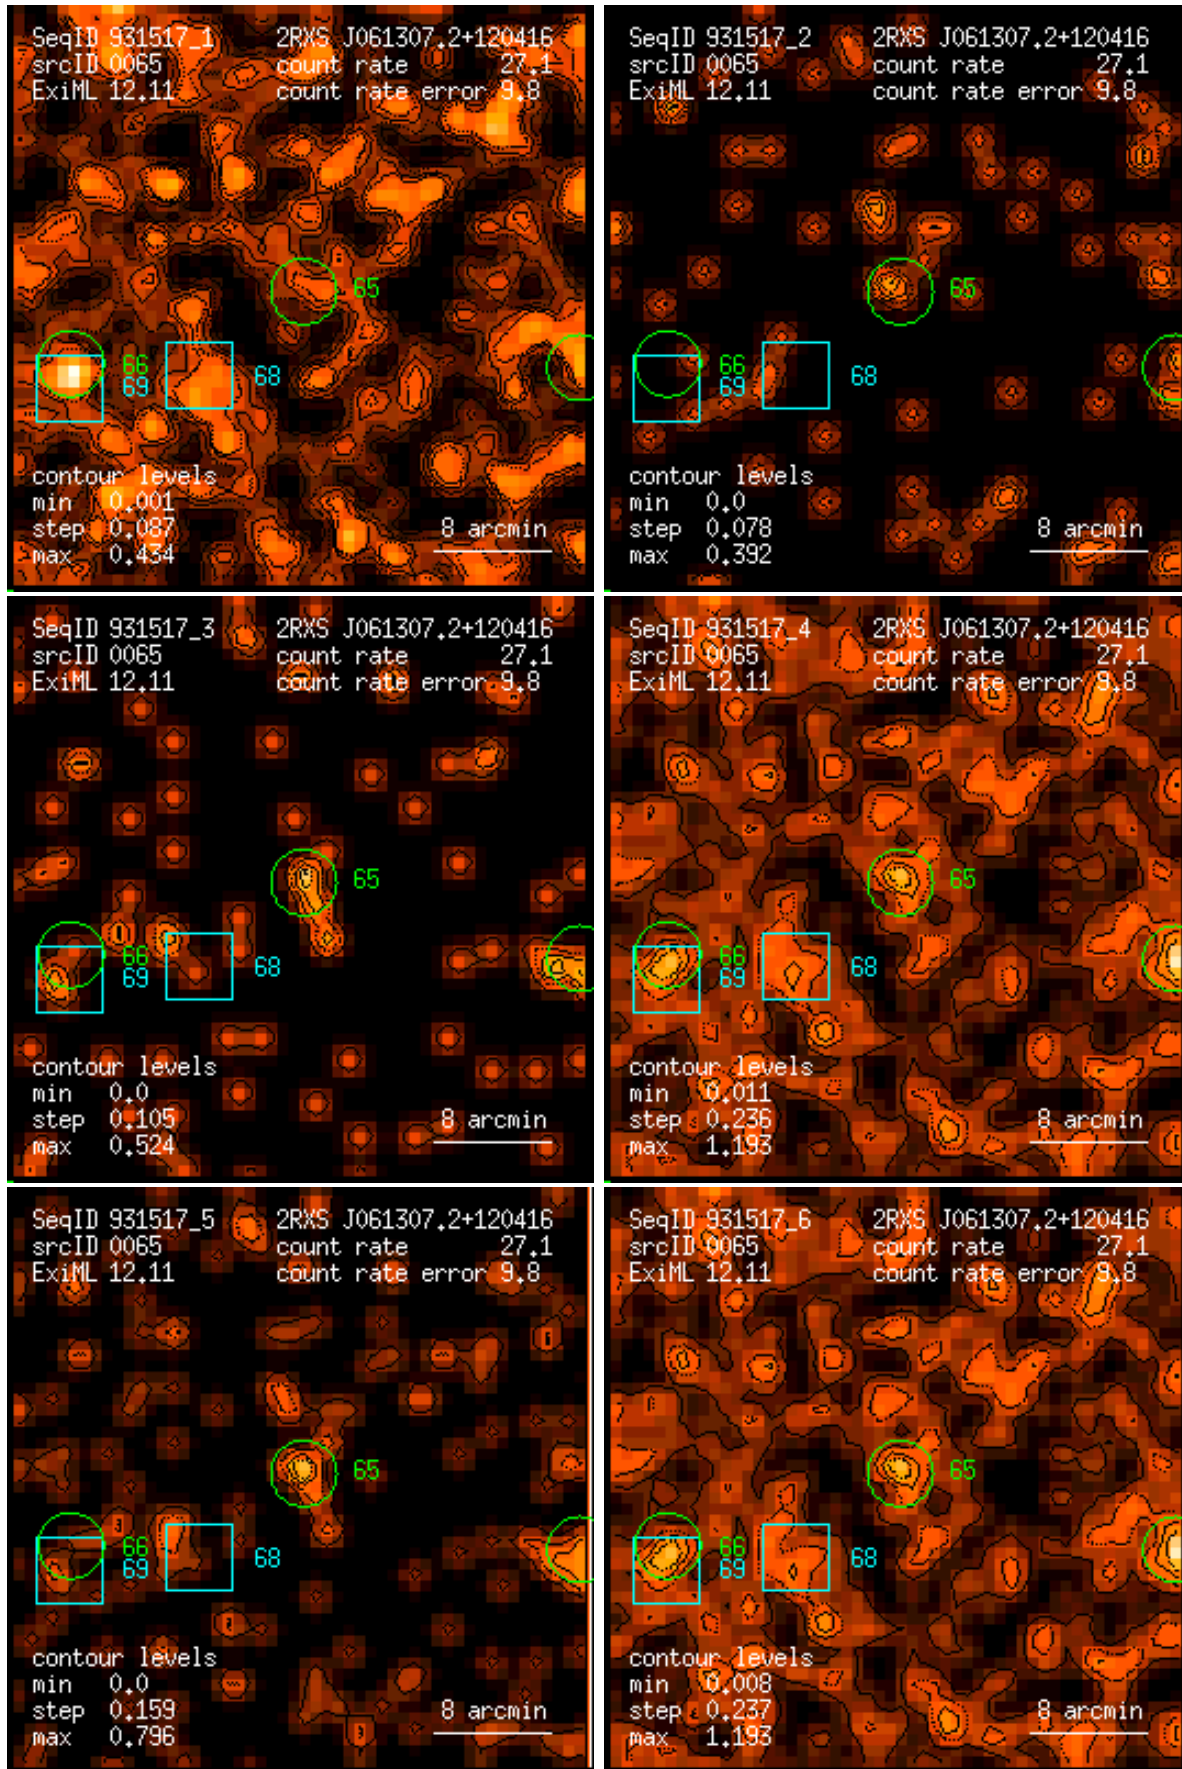 SeqID 931517_1 2RXS J061307.2+120416
srcID 0065 count rate 27.1
ExiML 12.11 count rate error 9.8
65
66
69
68
contour levels
min 0.001
step 0.087
max 0.434
8 arcmin
SeqID 931517_2 2RXS J061307.2+120416
srcID 0065 count rate 27.1
ExiML 12.11 count rate error 9.8
65
66
69
68
contour levels
min 0.0
step 0.078
max 0.392
8 arcmin
SeqID 931517_3 2RXS J061307.2+120416
srcID 0065 count rate 27.1
ExiML 12.11 count rate error 9.8
65
66
69
68
contour levels
min 0.0
step 0.105
max 0.524
8 arcmin
SeqID 931517_4 2RXS J061307.2+120416
srcID 0065 count rate 27.1
ExiML 12.11 count rate error 9.8
65
66
69
68
contour levels
min 0.011
step 0.236
max 1.193
8 arcmin
SeqID 931517_5 2RXS J061307.2+120416
srcID 0065 count rate 27.1
ExiML 12.11 count rate error 9.8
65
66
69
68
contour levels
min 0.0
step 0.159
max 0.796
8 arcmin
SeqID 931517_6 2RXS J061307.2+120416
srcID 0065 count rate 27.1
ExiML 12.11 count rate error 9.8
65
66
69
68
contour levels
min 0.008
step 0.237
max 1.193
8 arcmin